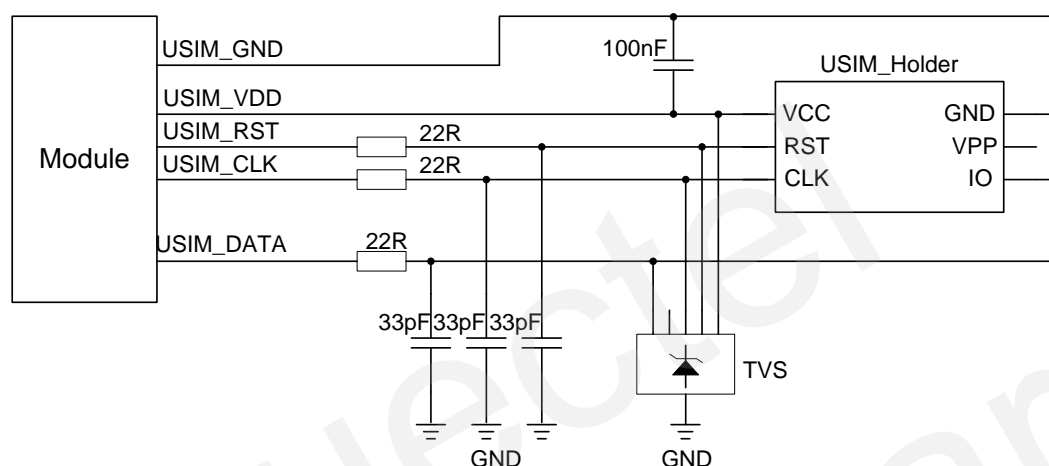 USIM_GND
100nF
USIM_Holder
USIM_VDD
VCC
GND
USIM_RST
22R
RST
VPP
Module
USIM_CLK
22R
CLK
IO
USIM_DATA
22R
33pF 33pF 33pF
TVS
GND
GND
uectel